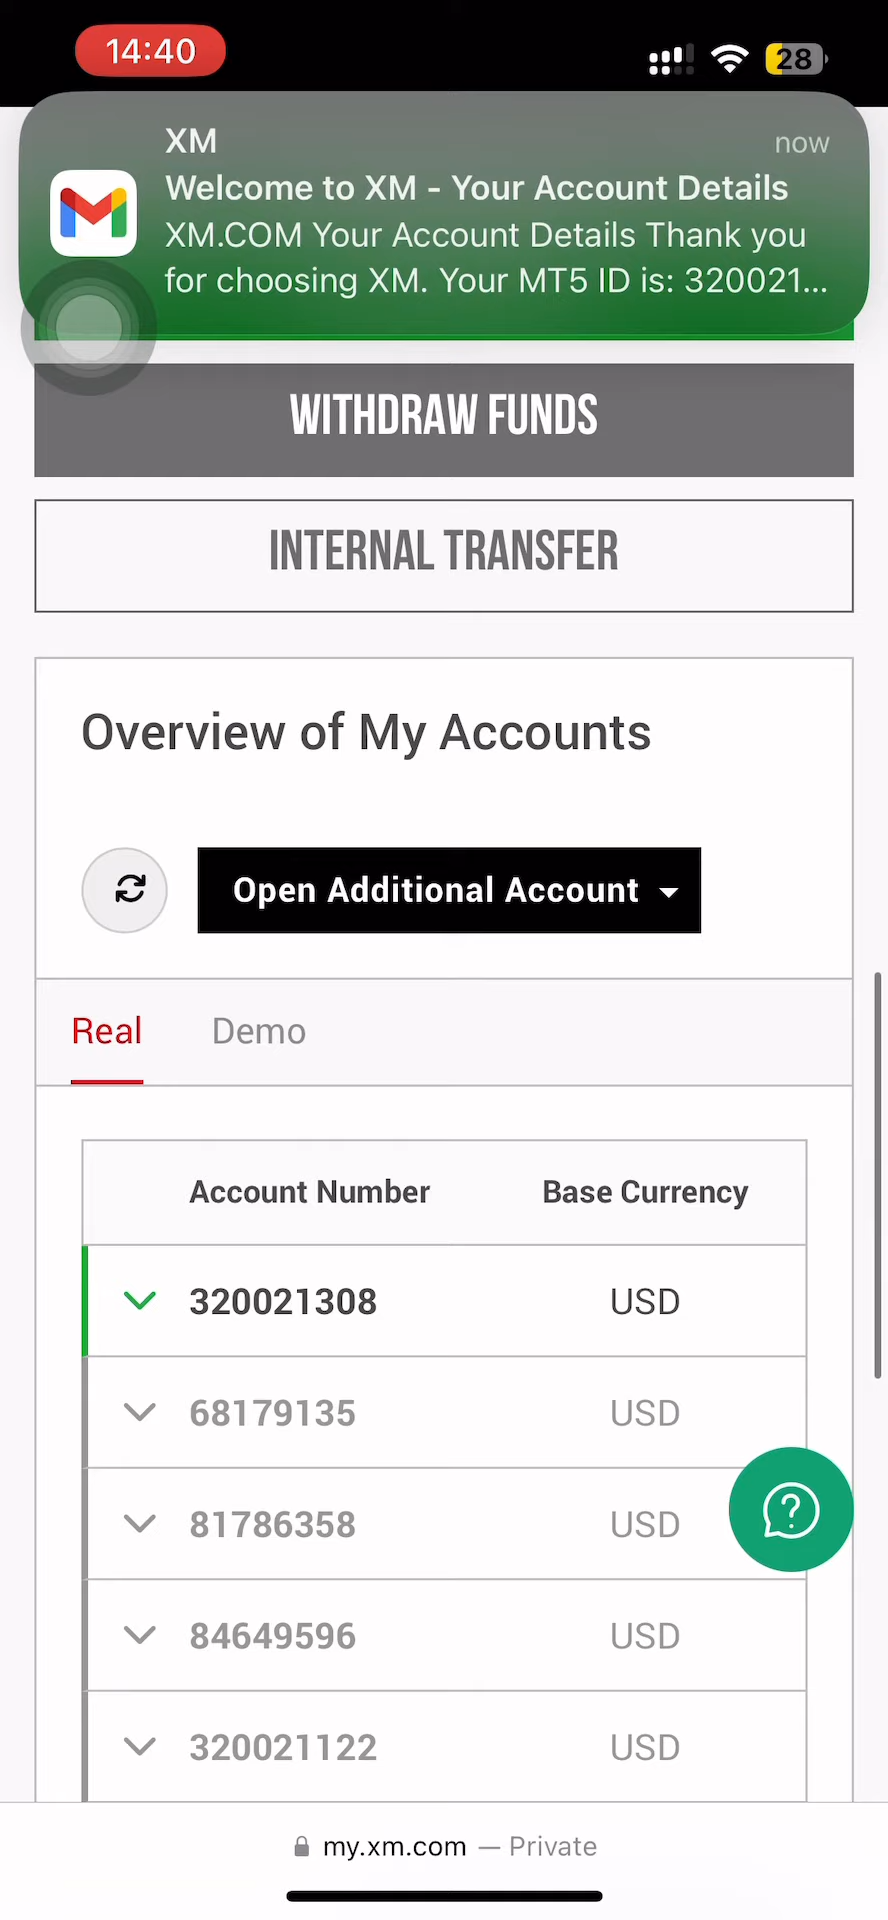 14:40
28
XM
now
Welcome to XM - Your Account Details
XM.COM Your Account Details Thank you
for choosing XM. Your MT5 ID is: 320021...
WITHDRAW FUNDS
INTERNAL TRANSFER
Overview of My Accounts
Open Additional Account
Real Demo
Account Number Base Currency
320021308 USD
68179135 USD
81786358 USD
84649596 USD
320021122 USD
my.xm.com — Private